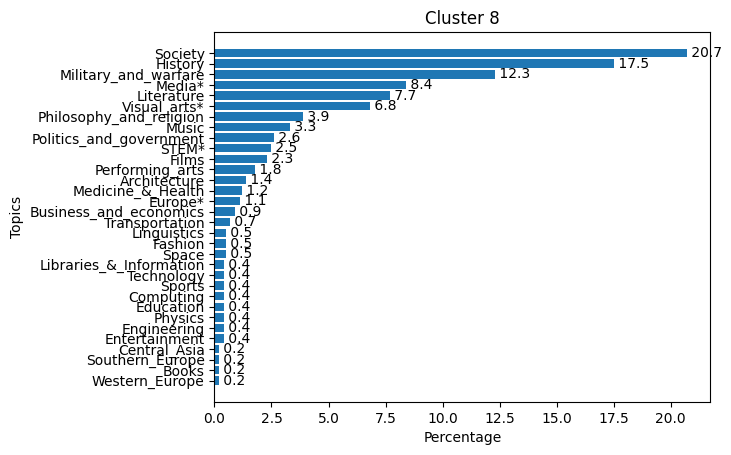 Cluster 8
Topics
Society 20.7
History 17.5
Military_and_warfare 12.3
Media* 8.4
Literature 7.7
Visual_arts* 6.8
Philosophy_and_religion 3.9
Music 3.3
Politics_and_government 2.6
STEM* 2.5
Films 2.3
Performing_arts 1.8
Architecture 1.4
Medicine_&_Health 1.2
Europe* 1.1
Business_and_economics 0.9
Transportation 0.7
Linguistics 0.5
Fashion 0.5
Space 0.5
Libraries_&_Information 0.4
Technology 0.4
Sports 0.4
Computing 0.4
Education 0.4
Physics 0.4
Engineering 0.4
Entertainment 0.4
Central_Asia 0.2
Southern_Europe 0.2
Books 0.2
Western_Europe 0.2
0.0 2.5 5.0 7.5 10.0 12.5 15.0 17.5 20.0
Percentage